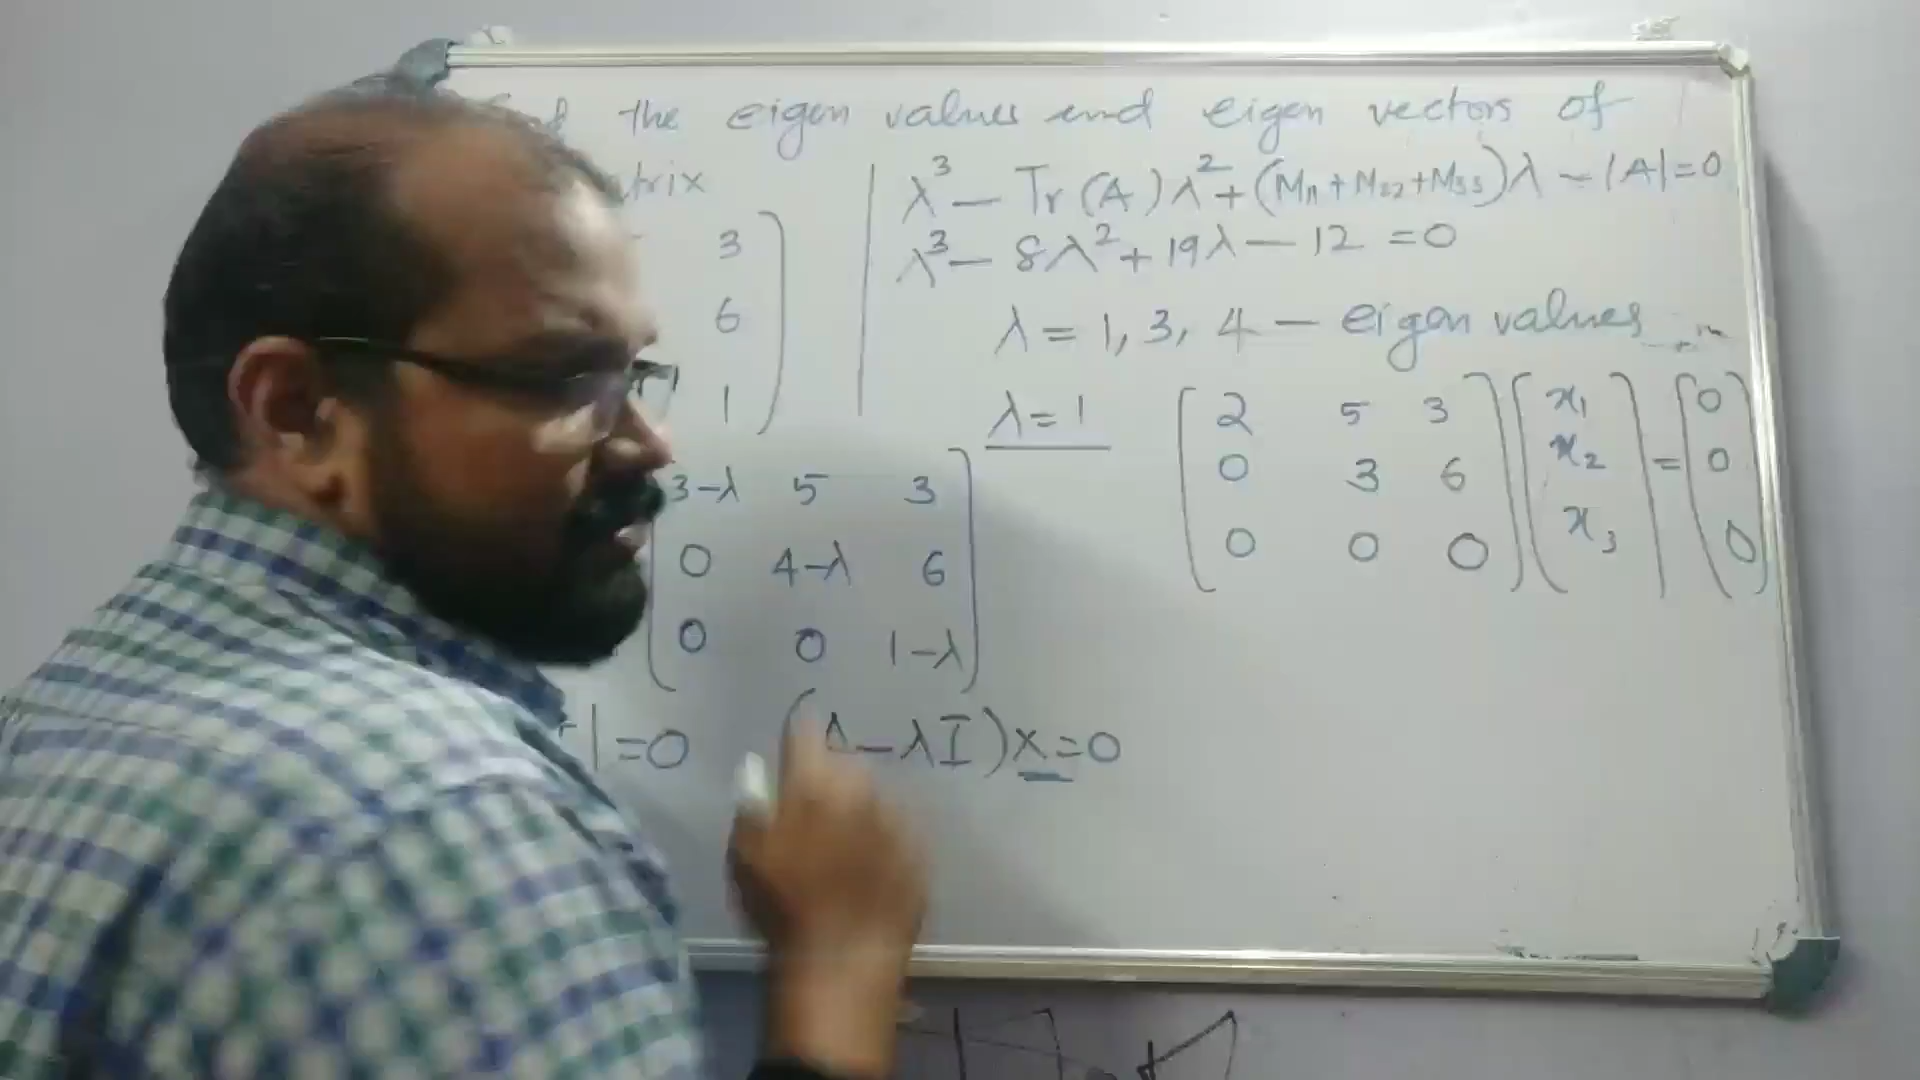 the eigen values and eigen vectors of
trix
3
6
1
λ³ − Tr(A)λ² + (M₁₁ + M₂₂ + M₃₃)λ − |A| = 0
λ³ − 8λ² + 19λ − 12 = 0
λ = 1, 3, 4 − eigen values
λ = 1
2 5 3
0 3 6
0 0 0
x₁
x₂
x₃
=
0
0
0
3−λ 5 3
0 4−λ 6
0 0 1−λ
| = 0
(A − λI)x = 0